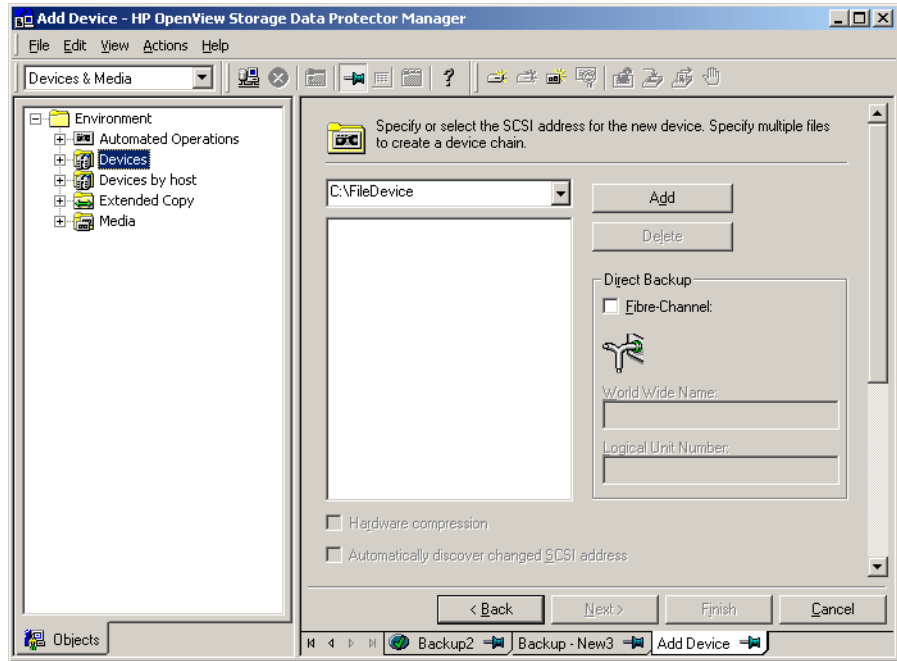 Add Device - HP OpenView Storage Data Protector Manager
File Edit View Actions Help
Devices & Media
Environment
Automated Operations
Devices
Devices by host
Extended Copy
Media
Specify or select the SCSI address for the new device. Specify multiple files
to create a device chain.
C:\FileDevice
Add
Delete
Direct Backup
Fibre-Channel:
World Wide Name:
Logical Unit Number:
Hardware compression
Automatically discover changed SCSI address
< Back Next > Finish Cancel
Objects
Backup2 Backup - New3 Add Device